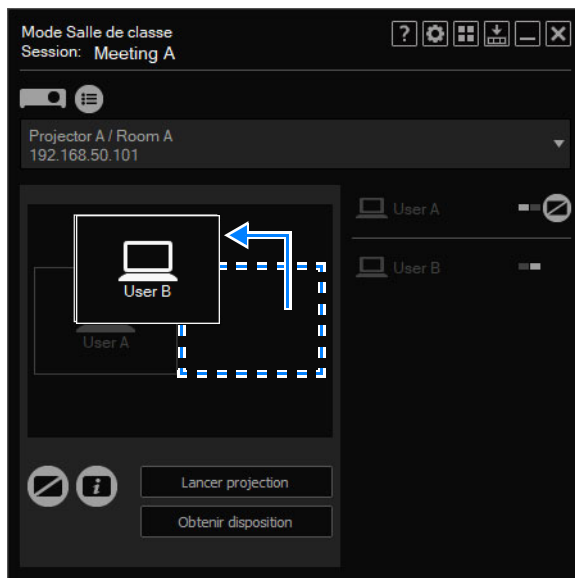 Mode Salle de classe
Session: Meeting A
?
Projector A / Room A
192.168.50.101
User A
User B
User B
User A
i
Lancer projection
Obtenir disposition